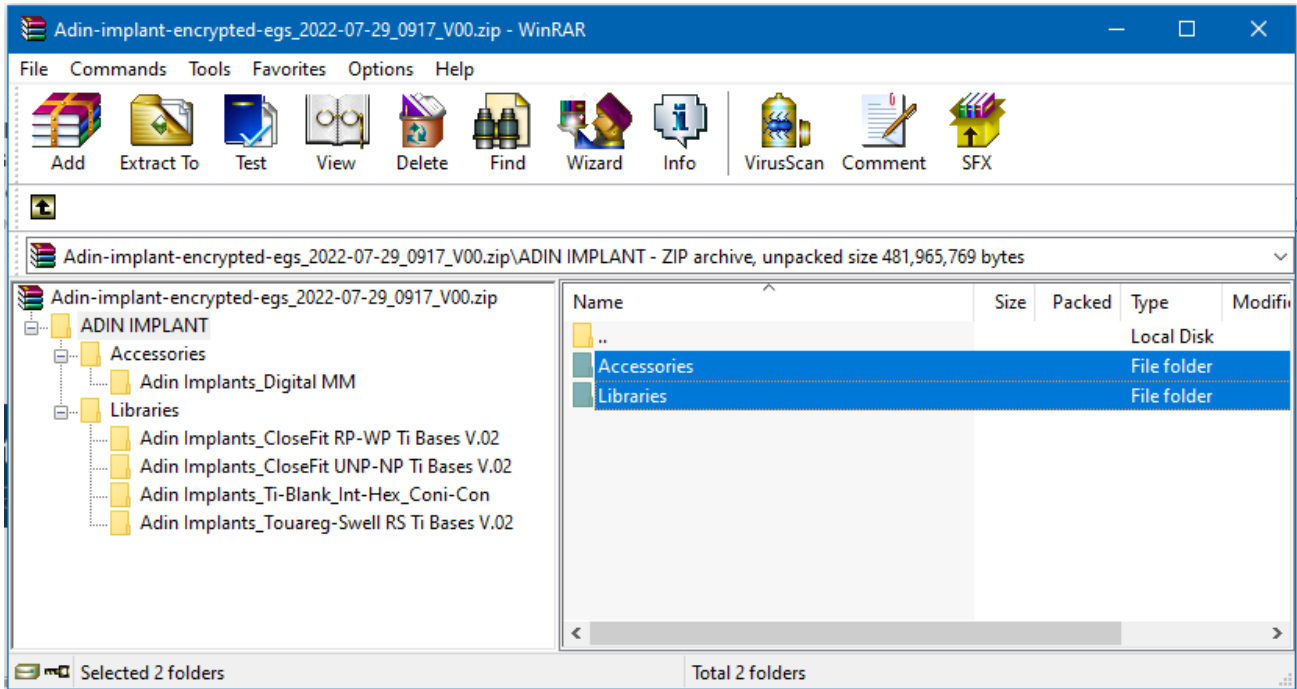 Adin-implant-encrypted-egs_2022-07-29_0917_V00.zip - WinRAR
File Commands Tools Favorites Options Help
Add Extract To Test View Delete Find Wizard Info VirusScan Comment SFX
Adin-implant-encrypted-egs_2022-07-29_0917_V00.zip\ADIN IMPLANT - ZIP archive, unpacked size 481,965,769 bytes
Adin-implant-encrypted-egs_2022-07-29_0917_V00.zip
ADIN IMPLANT
Accessories
Adin Implants_Digital MM
Libraries
Adin Implants_CloseFit RP-WP Ti Bases V.02
Adin Implants_CloseFit UNP-NP Ti Bases V.02
Adin Implants_Ti-Blank_Int-Hex_Coni-Con
Adin Implants_Touareg-Swell RS Ti Bases V.02
Name Size Packed Type Modifi
.. Local Disk
Accessories File folder
Libraries File folder
Selected 2 folders Total 2 folders